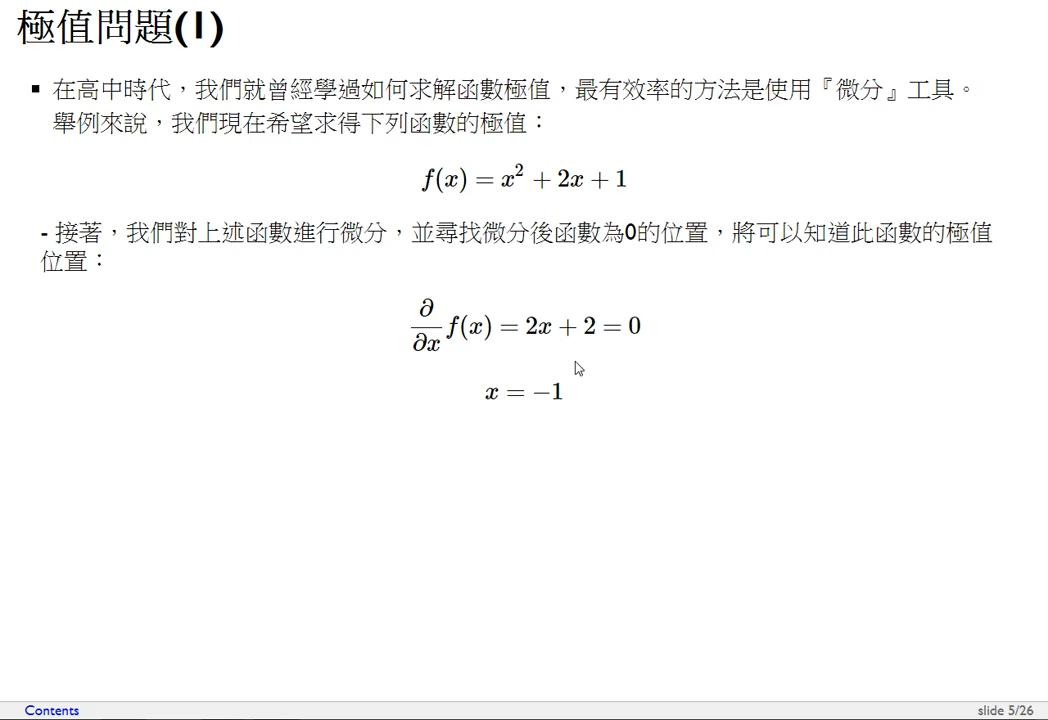 極值問題(1)
▪ 在高中時代，我們就曾經學過如何求解函數極值，最有效率的方法是使用『微分』工具。
舉例來說，我們現在希望求得下列函數的極值：
f(x) = x² + 2x + 1
- 接著，我們對上述函數進行微分，並尋找微分後函數為0的位置，將可以知道此函數的極值
位置：
∂/∂x f(x) = 2x + 2 = 0
x = −1
Contents
slide 5/26